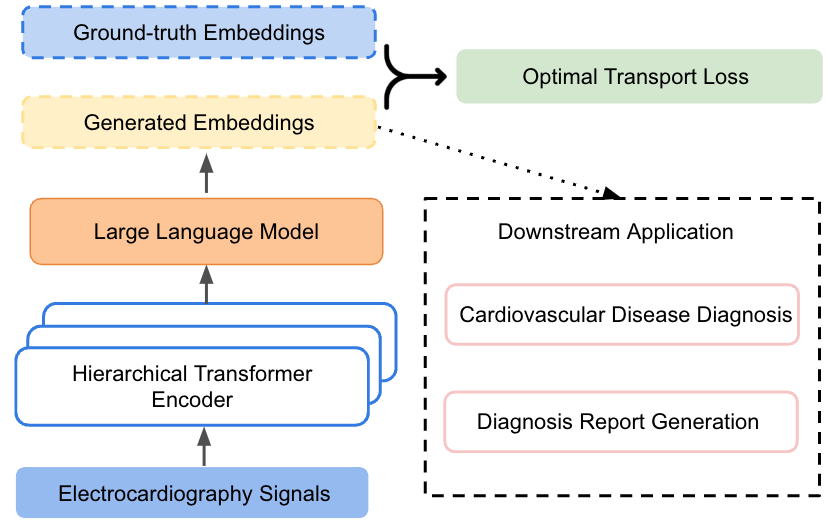 Ground-truth Embeddings
Optimal Transport Loss
Generated Embeddings
Large Language Model
Hierarchical Transformer
Encoder
Electrocardiography Signals
Downstream Application
Cardiovascular Disease Diagnosis
Diagnosis Report Generation